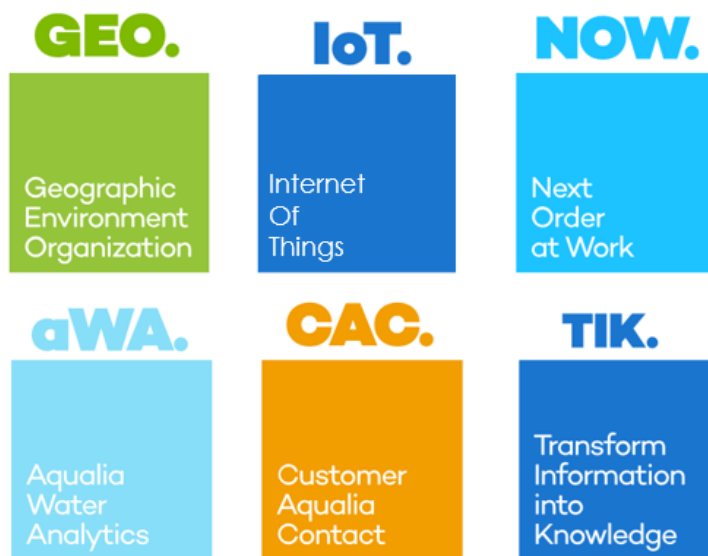 GEO.
Geographic
Environment
Organization
IoT.
Internet
Of
Things
NOW.
Next
Order
at Work
aWA.
Aqualia
Water
Analytics
CAC.
Customer
Aqualia
Contact
TIK.
Transform
Information
into
Knowledge